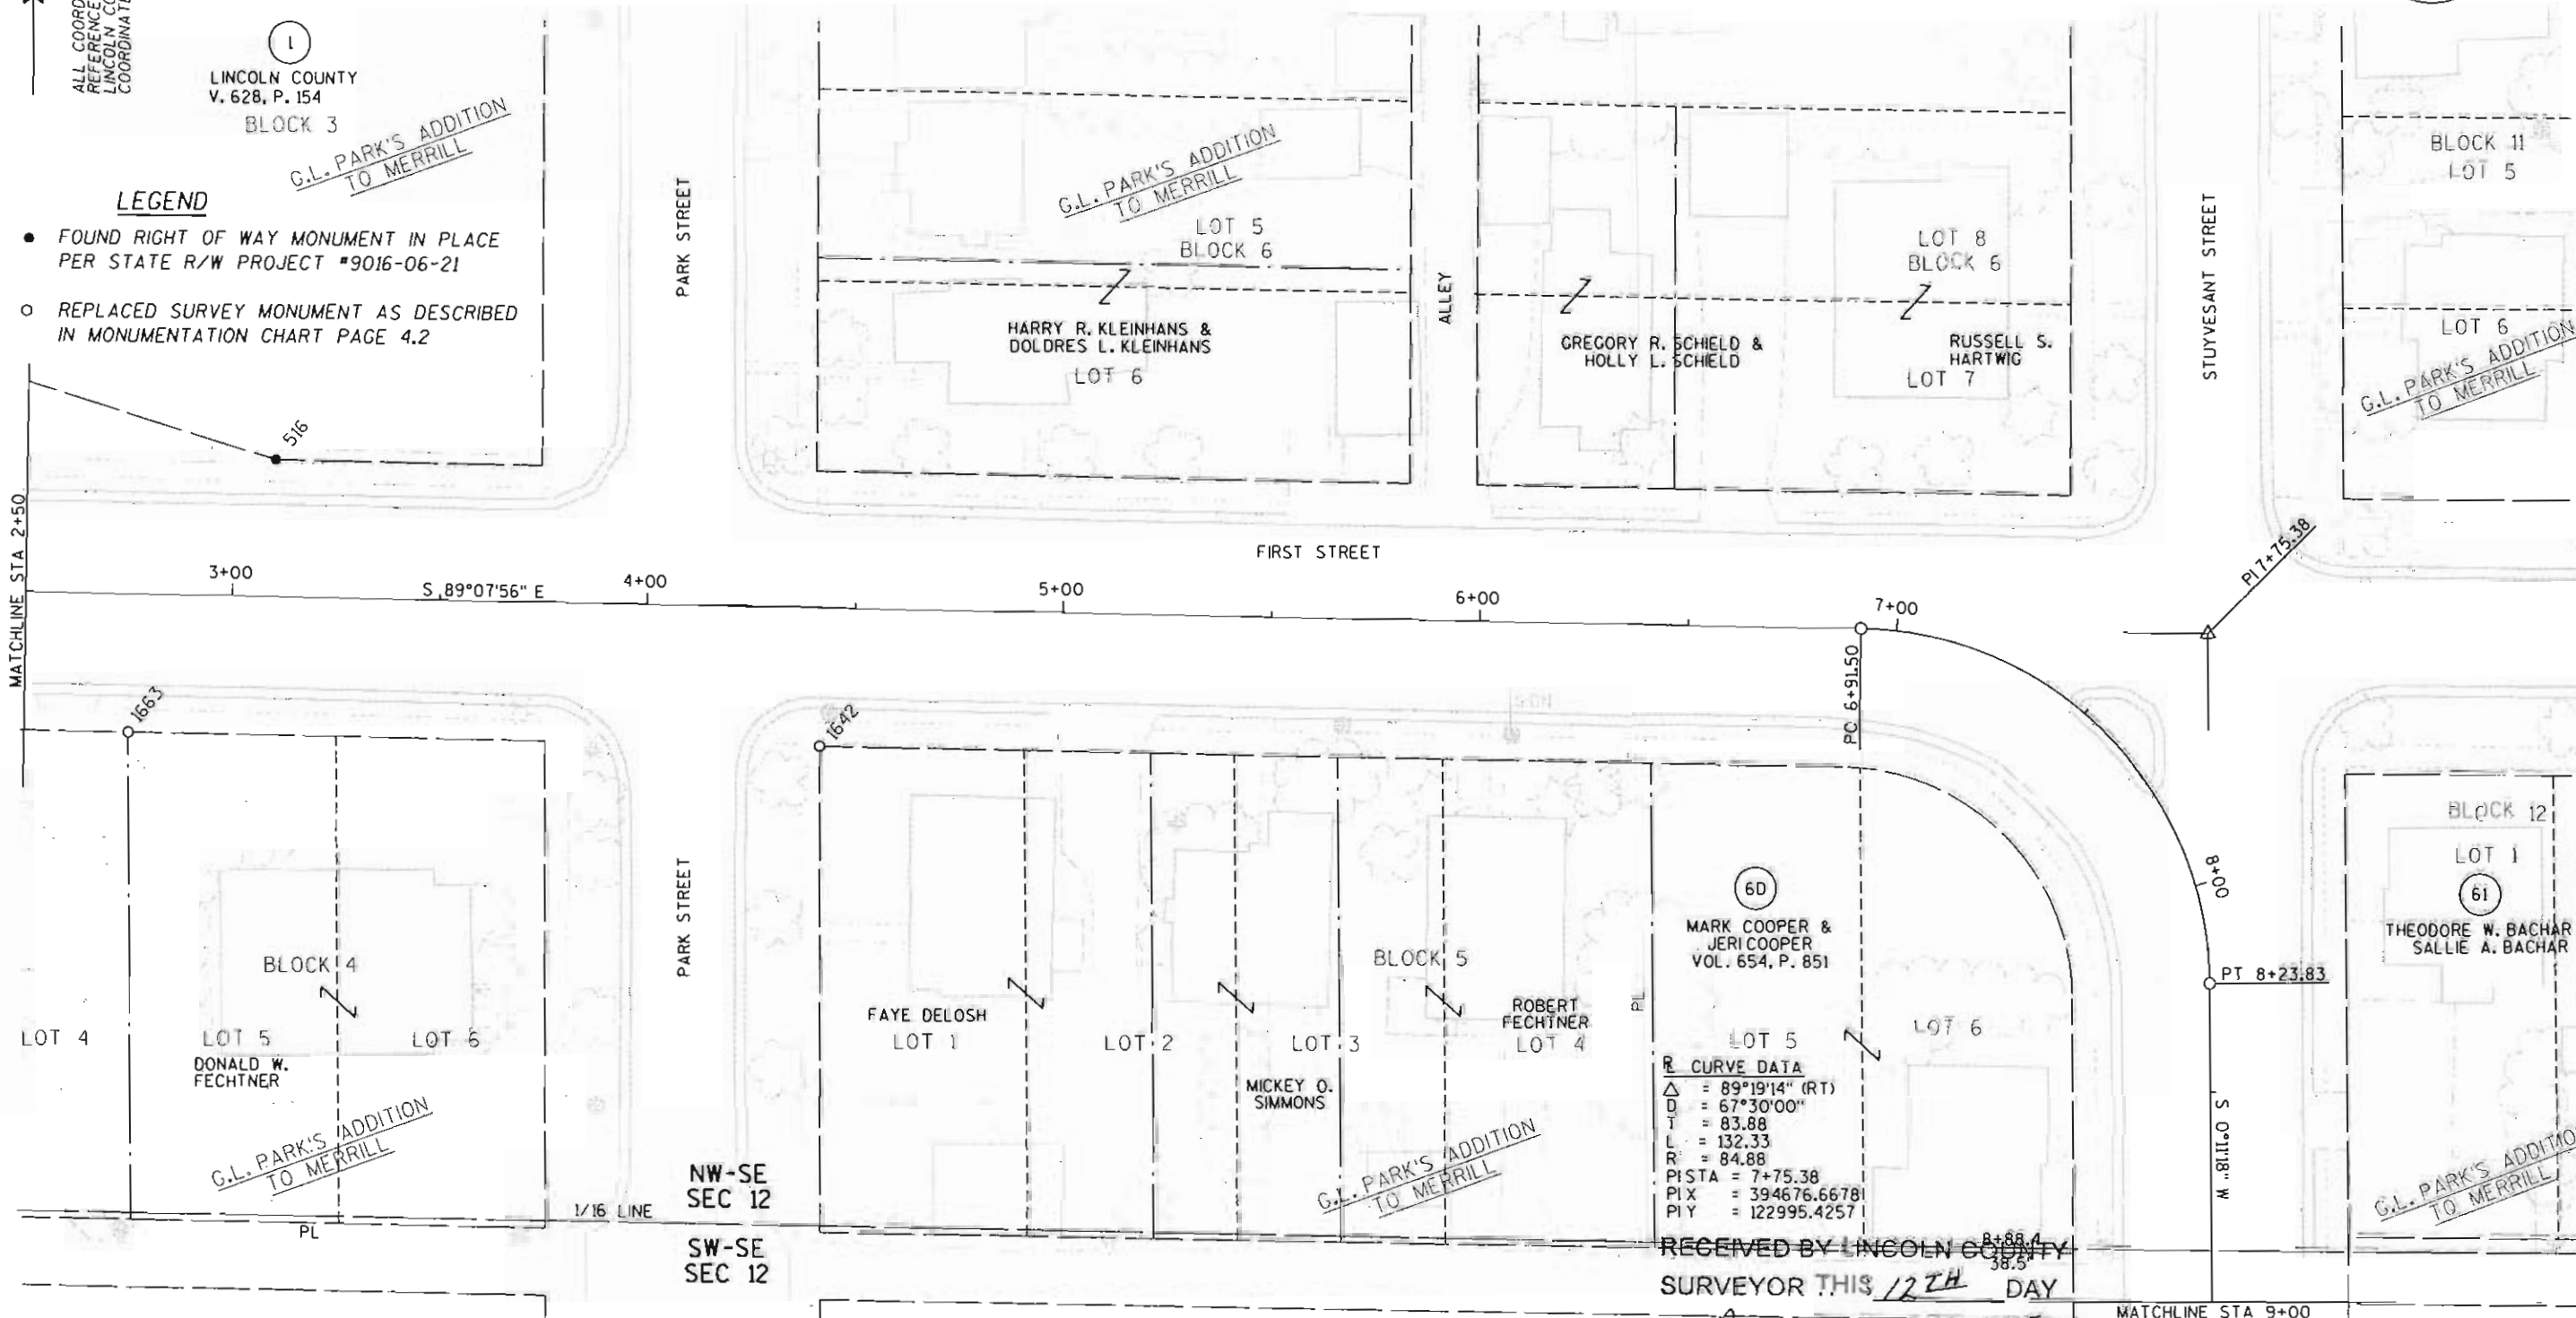 ALL COORD
REFERENCE
LINCOLN CO
COORDINATE
1
LINCOLN COUNTY
V. 628, P. 154
BLOCK 3
G.L. PARK'S ADDITION
TO MERRILL
LEGEND
● FOUND RIGHT OF WAY MONUMENT IN PLACE
PER STATE R/W PROJECT #9016-06-21
○ REPLACED SURVEY MONUMENT AS DESCRIBED
IN MONUMENTATION CHART PAGE 4.2
516
PARK STREET
G.L. PARK'S ADDITION
TO MERRILL
LOT 5
BLOCK 6
HARRY R. KLEINHANS &
DOLDRES L. KLEINHANS
LOT 6
ALLEY
LOT 8
BLOCK 6
GREGORY R. SCHIELD &
HOLLY L. SCHIELD
RUSSELL S.
HARTWIG
LOT 7
STUYVESANT STREET
BLOCK 11
LOT 5
LOT 6
G.L. PARK'S ADDITION
TO MERRILL
MATCHLINE STA 2+50
FIRST STREET
PI 7+75.38
3+00
S 89°07'56" E
4+00
5+00
6+00
7+00
PC 6+91.50
1663
1642
8+00
PT 8+23.83
S 0°11'18" W
BLOCK 4
LOT 4
LOT 5
LOT 6
DONALD W.
FECHTNER
G.L. PARK'S ADDITION
TO MERRILL
PL
1/16 LINE
PARK STREET
NW-SE
SEC 12
SW-SE
SEC 12
FAYE DELOSH
LOT 1
LOT 2
LOT 3
MICKEY O.
SIMMONS
BLOCK 5
ROBERT
FECHTNER
LOT 4
PL
G.L. PARK'S ADDITION
TO MERRILL
6D
MARK COOPER &
JERI COOPER
VOL. 654, P. 851
LOT 5
LOT 6
CURVE DATA
△ = 89°19'14" (RT)
D = 67°30'00"
T = 83.88
L = 132.33
R = 84.88
PI STA = 7+75.38
PI X = 394676.6678
PI Y = 122995.4257
8+88.4
38.5'
RECEIVED BY LINCOLN COUNTY
SURVEYOR THIS 12TH DAY
BLOCK 12
LOT 1
61
THEODORE W. BACHAR
SALLIE A. BACHAR
G.L. PARK'S ADDITIO
TO MERRILL
MATCHLINE STA 9+00